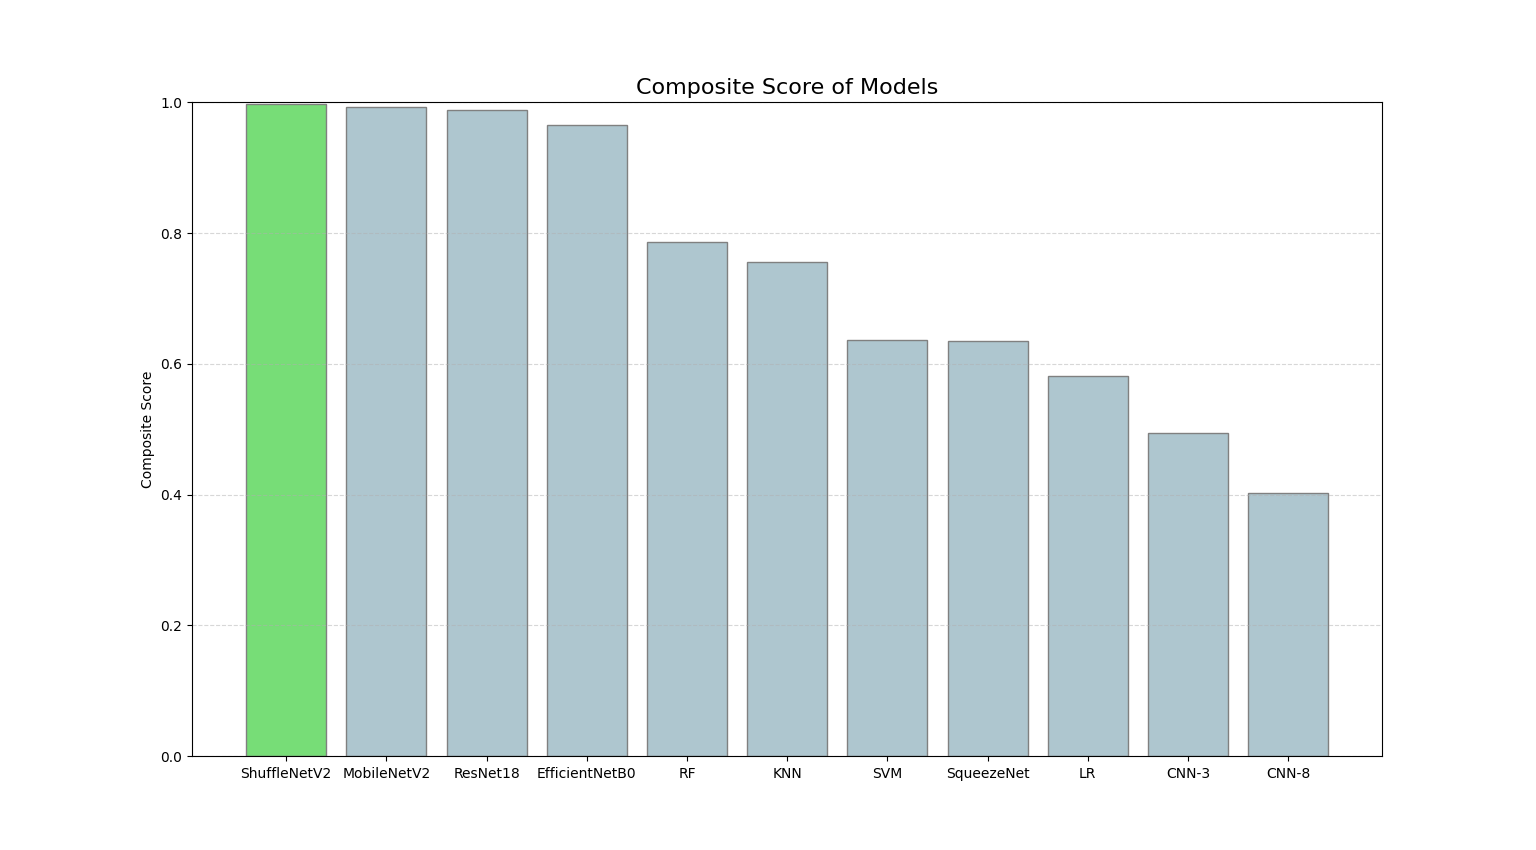 Composite Score of Models
1.0
0.8
0.6
0.4
0.2
0.0
Composite Score
ShuffleNetV2 MobileNetV2 ResNet18 EfficientNetB0 RF KNN SVM SqueezeNet LR CNN-3 CNN-8